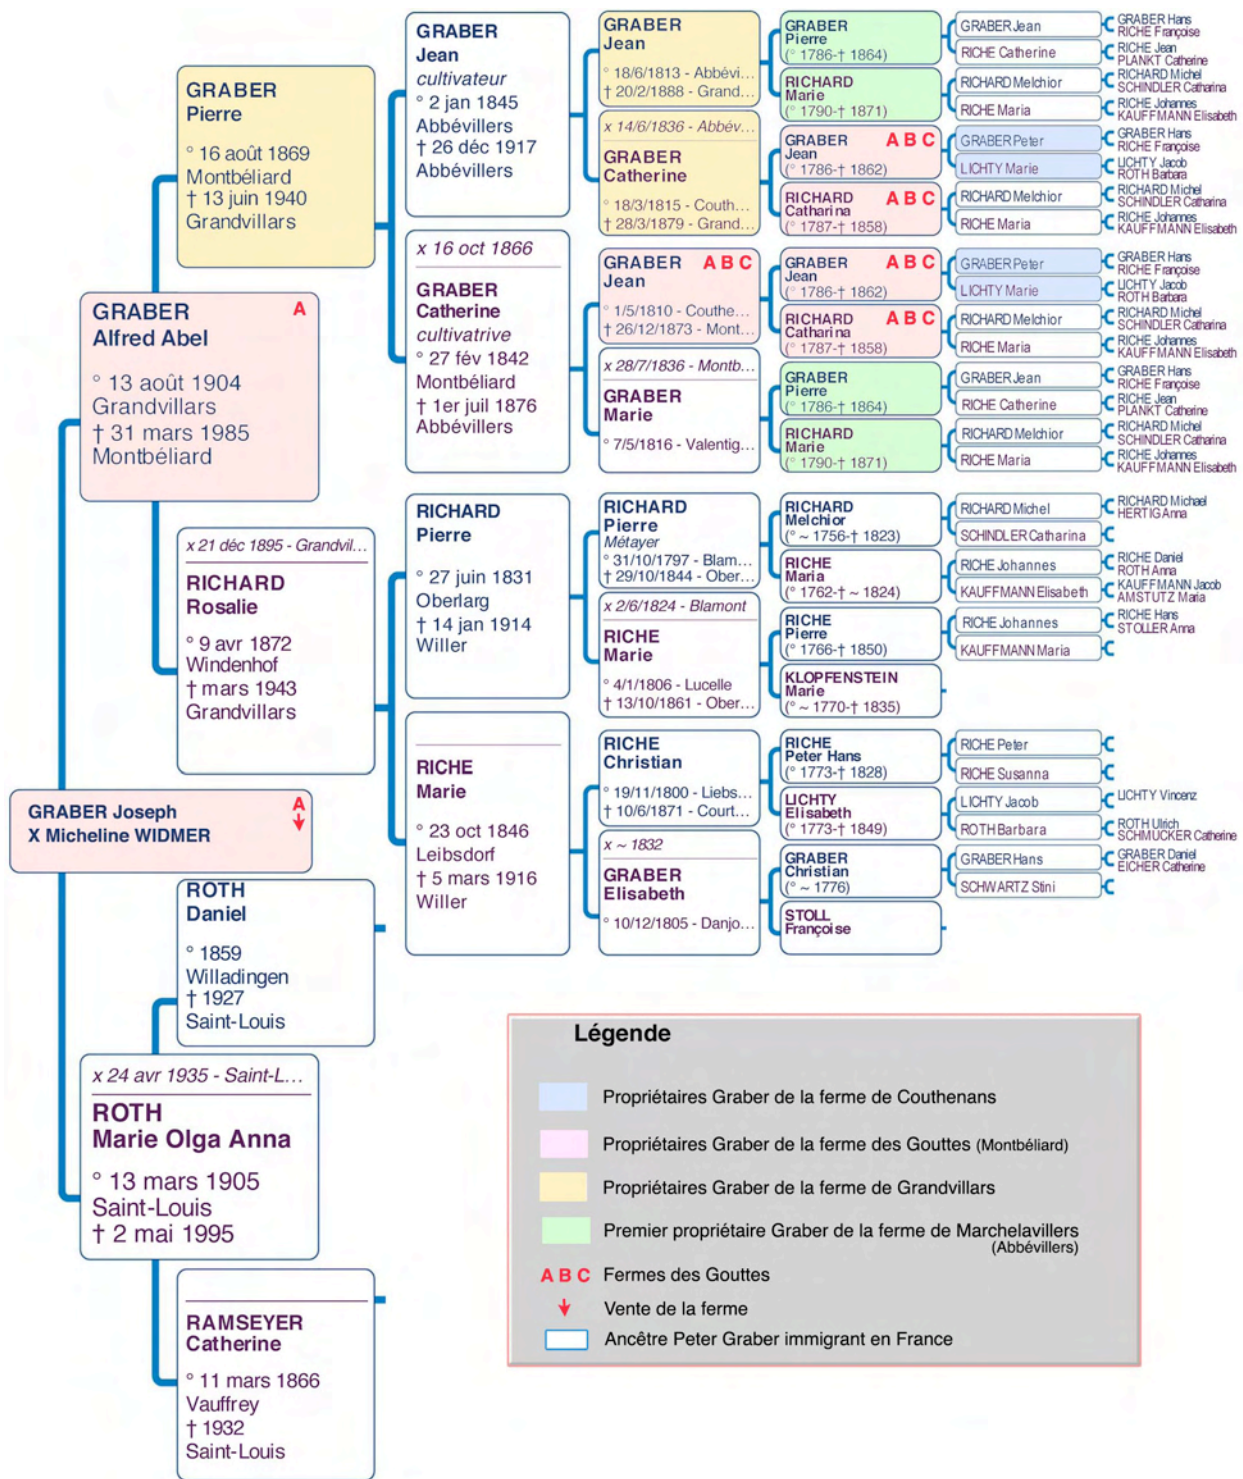 GRABER Joseph
X Micheline WIDMER
A
GRABER
Alfred Abel
A
° 13 août 1904
Grandvillars
† 31 mars 1985
Montbéliard
x 24 avr 1935 - Saint-L...
ROTH
Marie Olga Anna
° 13 mars 1905
Saint-Louis
† 2 mai 1995
GRABER
Pierre
° 16 août 1869
Montbéliard
† 13 juin 1940
Grandvillars
x 21 déc 1895 - Grandvil...
RICHARD
Rosalie
° 9 avr 1872
Windenhof
† mars 1943
Grandvillars
ROTH
Daniel
° 1859
Willadingen
† 1927
Saint-Louis
RAMSEYER
Catherine
° 11 mars 1866
Vauffrey
† 1932
Saint-Louis
GRABER
Jean
cultivateur
° 2 jan 1845
Abbévillers
† 26 déc 1917
Abbévillers
x 16 oct 1866
GRABER
Catherine
cultivatrive
° 27 fév 1842
Montbéliard
† 1er juil 1876
Abbévillers
RICHARD
Pierre
° 27 juin 1831
Oberlarg
† 14 jan 1914
Willer
RICHE
Marie
° 23 oct 1846
Leibsdorf
† 5 mars 1916
Willer
GRABER
Jean
° 18/6/1813 - Abbévi...
† 20/2/1888 - Grand...
x 14/6/1836 - Abbév...
GRABER
Catherine
° 18/3/1815 - Couth...
† 28/3/1879 - Grand...
GRABER A B C
Jean
° 1/5/1810 - Couthe...
† 26/12/1873 - Mont...
x 28/7/1836 - Montb...
GRABER
Marie
° 7/5/1816 - Valentig...
RICHARD
Pierre
Métayer
° 31/10/1797 - Blam...
† 29/10/1844 - Ober...
x 2/6/1824 - Blamont
RICHE
Marie
° 4/1/1806 - Lucelle
† 13/10/1861 - Ober...
RICHE
Christian
° 19/11/1800 - Liebs...
† 10/6/1871 - Court...
x ~ 1832
GRABER
Elisabeth
° 10/12/1805 - Danjo...
GRABER
Pierre
(° 1786-† 1864)
RICHARD
Marie
(° 1790-† 1871)
GRABER A B C
Jean
(° 1786-† 1862)
RICHARD A B C
Catharina
(° 1787-† 1858)
GRABER A B C
Jean
(° 1786-† 1862)
RICHARD A B C
Catharina
(° 1787-† 1858)
GRABER
Pierre
(° 1786-† 1864)
RICHARD
Marie
(° 1790-† 1871)
RICHARD
Melchior
(° ~ 1756-† 1823)
RICHE
Maria
(° 1762-† ~ 1824)
RICHE
Pierre
(° 1766-† 1850)
KLOPFENSTEIN
Marie
(° ~ 1770-† 1835)
RICHE
Peter Hans
(° 1773-† 1828)
LICHTY
Elisabeth
(° 1773-† 1849)
GRABER
Christian
(° ~ 1776)
STOLL
Françoise
GRABER Jean
RICHE Catherine
RICHARD Melchior
RICHE Maria
GRABER Peter
LICHTY Marie
RICHARD Melchior
RICHE Maria
GRABER Peter
LICHTY Marie
RICHARD Melchior
RICHE Maria
GRABER Jean
RICHE Catherine
RICHARD Melchior
RICHE Maria
RICHARD Michel
SCHINDLER Catharina
RICHE Johannes
KAUFFMANN Elisabeth
RICHE Johannes
KAUFFMANN Maria
RICHE Peter
RICHE Susanna
LICHTY Jacob
ROTH Barbara
GRABER Hans
SCHWARTZ Stini
GRABER Hans
RICHE Françoise
RICHE Jean
PLANKT Catherine
RICHARD Michel
SCHINDLER Catharina
RICHE Johannes
KAUFFMANN Elisabeth
GRABER Hans
RICHE Françoise
LICHTY Jacob
ROTH Barbara
RICHARD Michel
SCHINDLER Catharina
RICHE Johannes
KAUFFMANN Elisabeth
GRABER Hans
RICHE Françoise
LICHTY Jacob
ROTH Barbara
RICHARD Michel
SCHINDLER Catharina
RICHE Johannes
KAUFFMANN Elisabeth
GRABER Hans
RICHE Françoise
RICHE Jean
PLANKT Catherine
RICHARD Michel
SCHINDLER Catharina
RICHE Johannes
KAUFFMANN Elisabeth
RICHARD Michael
HERTIG Anna
RICHE Daniel
ROTH Anna
KAUFFMANN Jacob
AMSTUTZ Maria
RICHE Hans
STOLLER Anna
LICHTY Vincenz
ROTH Ulrich
SCHMUCKER Catherine
GRABER Daniel
EICHER Catherine
Légende
Propriétaires Graber de la ferme de Couthenans
Propriétaires Graber de la ferme des Gouttes (Montbéliard)
Propriétaires Graber de la ferme de Grandvillars
Premier propriétaire Graber de la ferme de Marchelavillers
(Abbévillers)
A B C Fermes des Gouttes
Vente de la ferme
Ancêtre Peter Graber immigrant en France